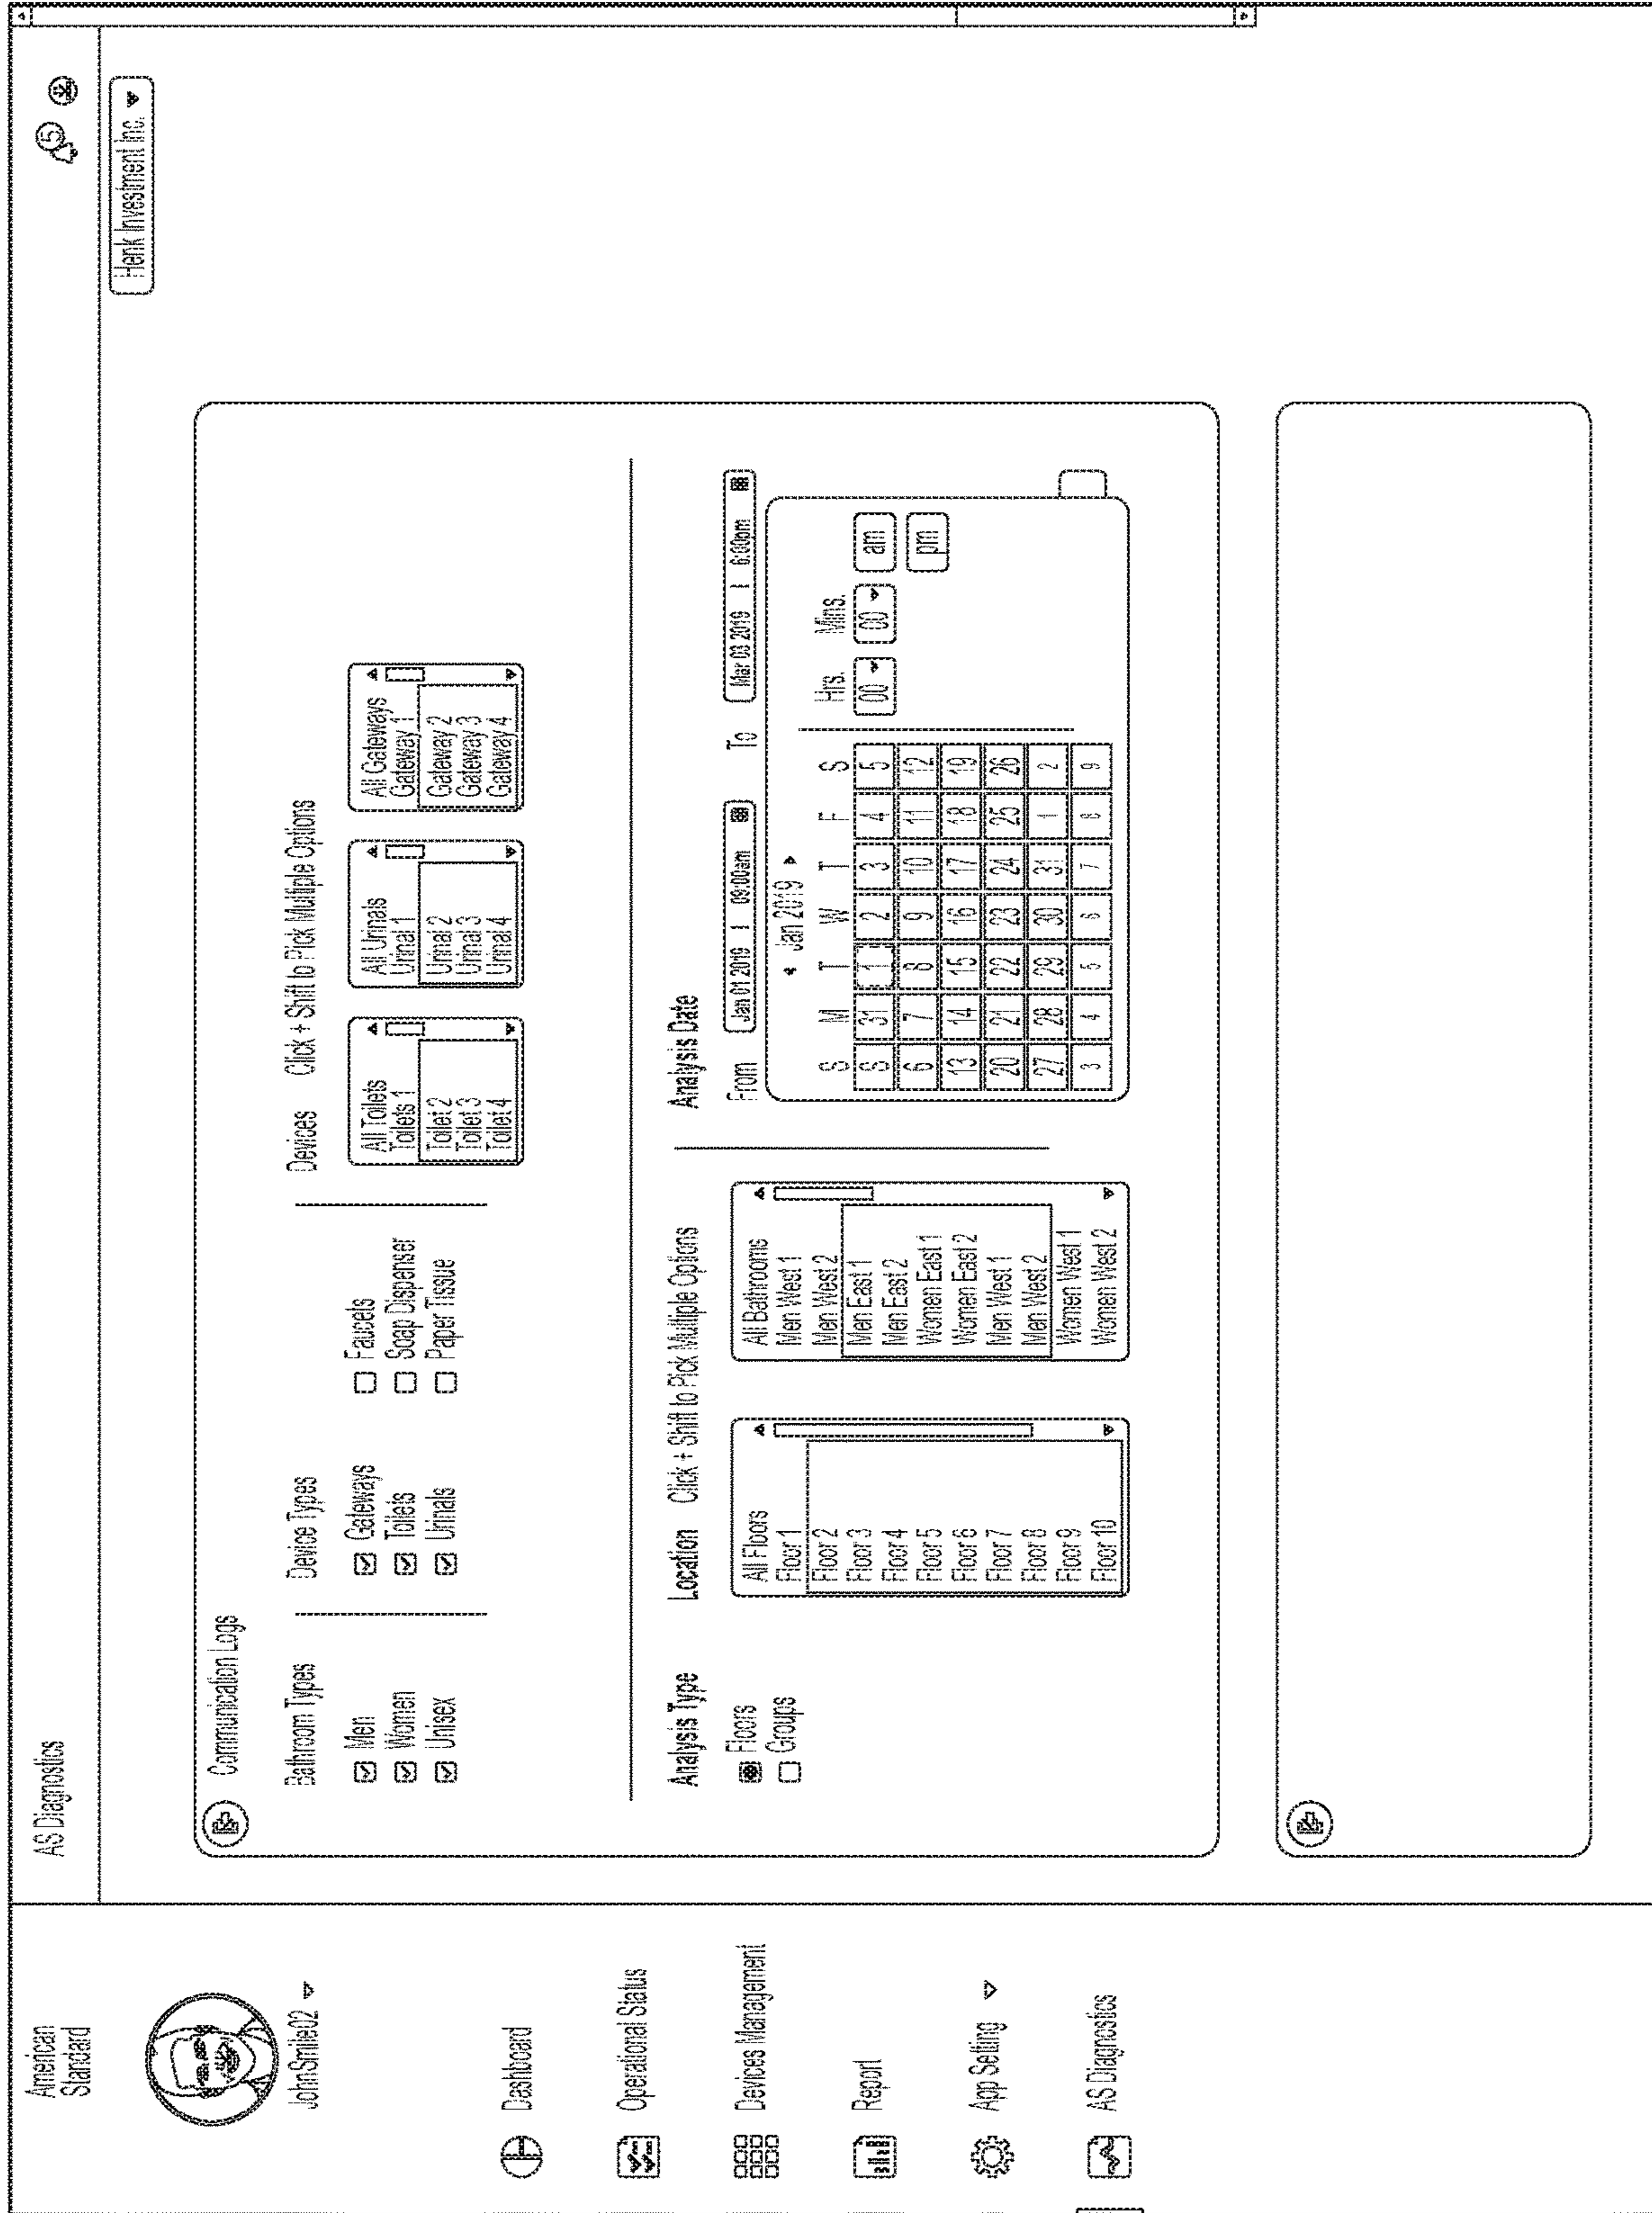 American
Standard
JohnSmile02
Dashboard
Operational Status
Devices Management
Report
App Setting
AS Diagnostics
AS Diagnostics
5
Henk Investment Inc.
Communication Logs
Bathroom Types
Men
Women
Unisex
Device Types
Gateways
Toilets
Urinals
Faucets
Soap Dispenser
Paper Tissue
Devices Click + Shift to Pick Multiple Options
All Toilets
Toilets 1
Toilet 2
Toilet 3
Toilet 4
All Urinals
Urinal 1
Urinal 2
Urinal 3
Urinal 4
All Gateways
Gateway 1
Gateway 2
Gateway 3
Gateway 4
Analysis Type
Floors
Groups
Location Click + Shift to Pick Multiple Options
All Floors
Floor 1
Floor 2
Floor 3
Floor 4
Floor 5
Floor 6
Floor 7
Floor 8
Floor 9
Floor 10
All Bathrooms
Men West 1
Men West 2
Men East 1
Men East 2
Women East 1
Women East 2
Men West 1
Men West 2
Women West 1
Women West 2
Analysis Date
From Jan 01 2019 | 09:00am To Mar 03 2019 | 6:00pm
Jan 2019
S M T W T F S
S 31 1 2 3 4 5
6 7 8 9 10 11 12
13 14 15 16 17 18 19
20 21 22 23 24 25 26
27 28 29 30 31 1 2
3 4 5 6 7 8 9
Hrs. Mins.
00 00 am
pm